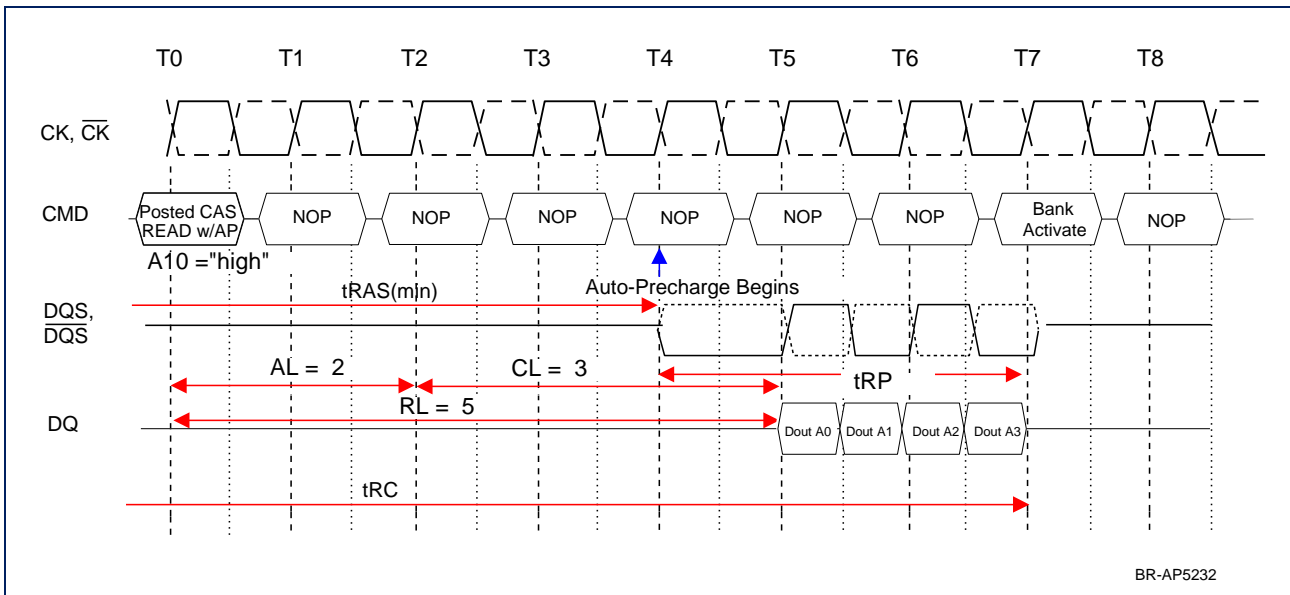 T0 T1 T2 T3 T4 T5 T6 T7 T8
CK, CK
CMD
Posted CAS
READ w/AP
NOP NOP NOP NOP NOP NOP
Bank
Activate
NOP
A10 ="high"
tRAS(min)
Auto-Precharge Begins
DQS,
DQS
AL = 2
CL = 3
tRP
RL = 5
DQ
Dout A0 Dout A1 Dout A2 Dout A3
tRC
BR-AP5232